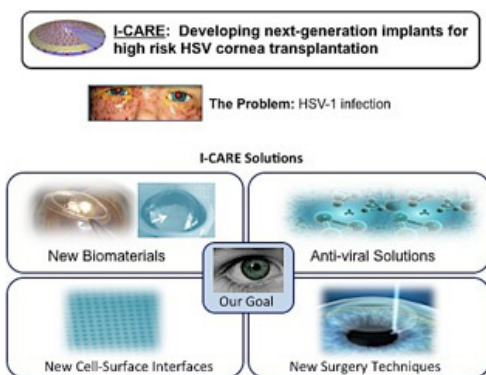 I-CARE: Developing next-generation implants for
high risk HSV cornea transplantation
The Problem: HSV-1 infection
I-CARE Solutions
New Biomaterials
Anti-viral Solutions
Our Goal
New Cell-Surface Interfaces
New Surgery Techniques